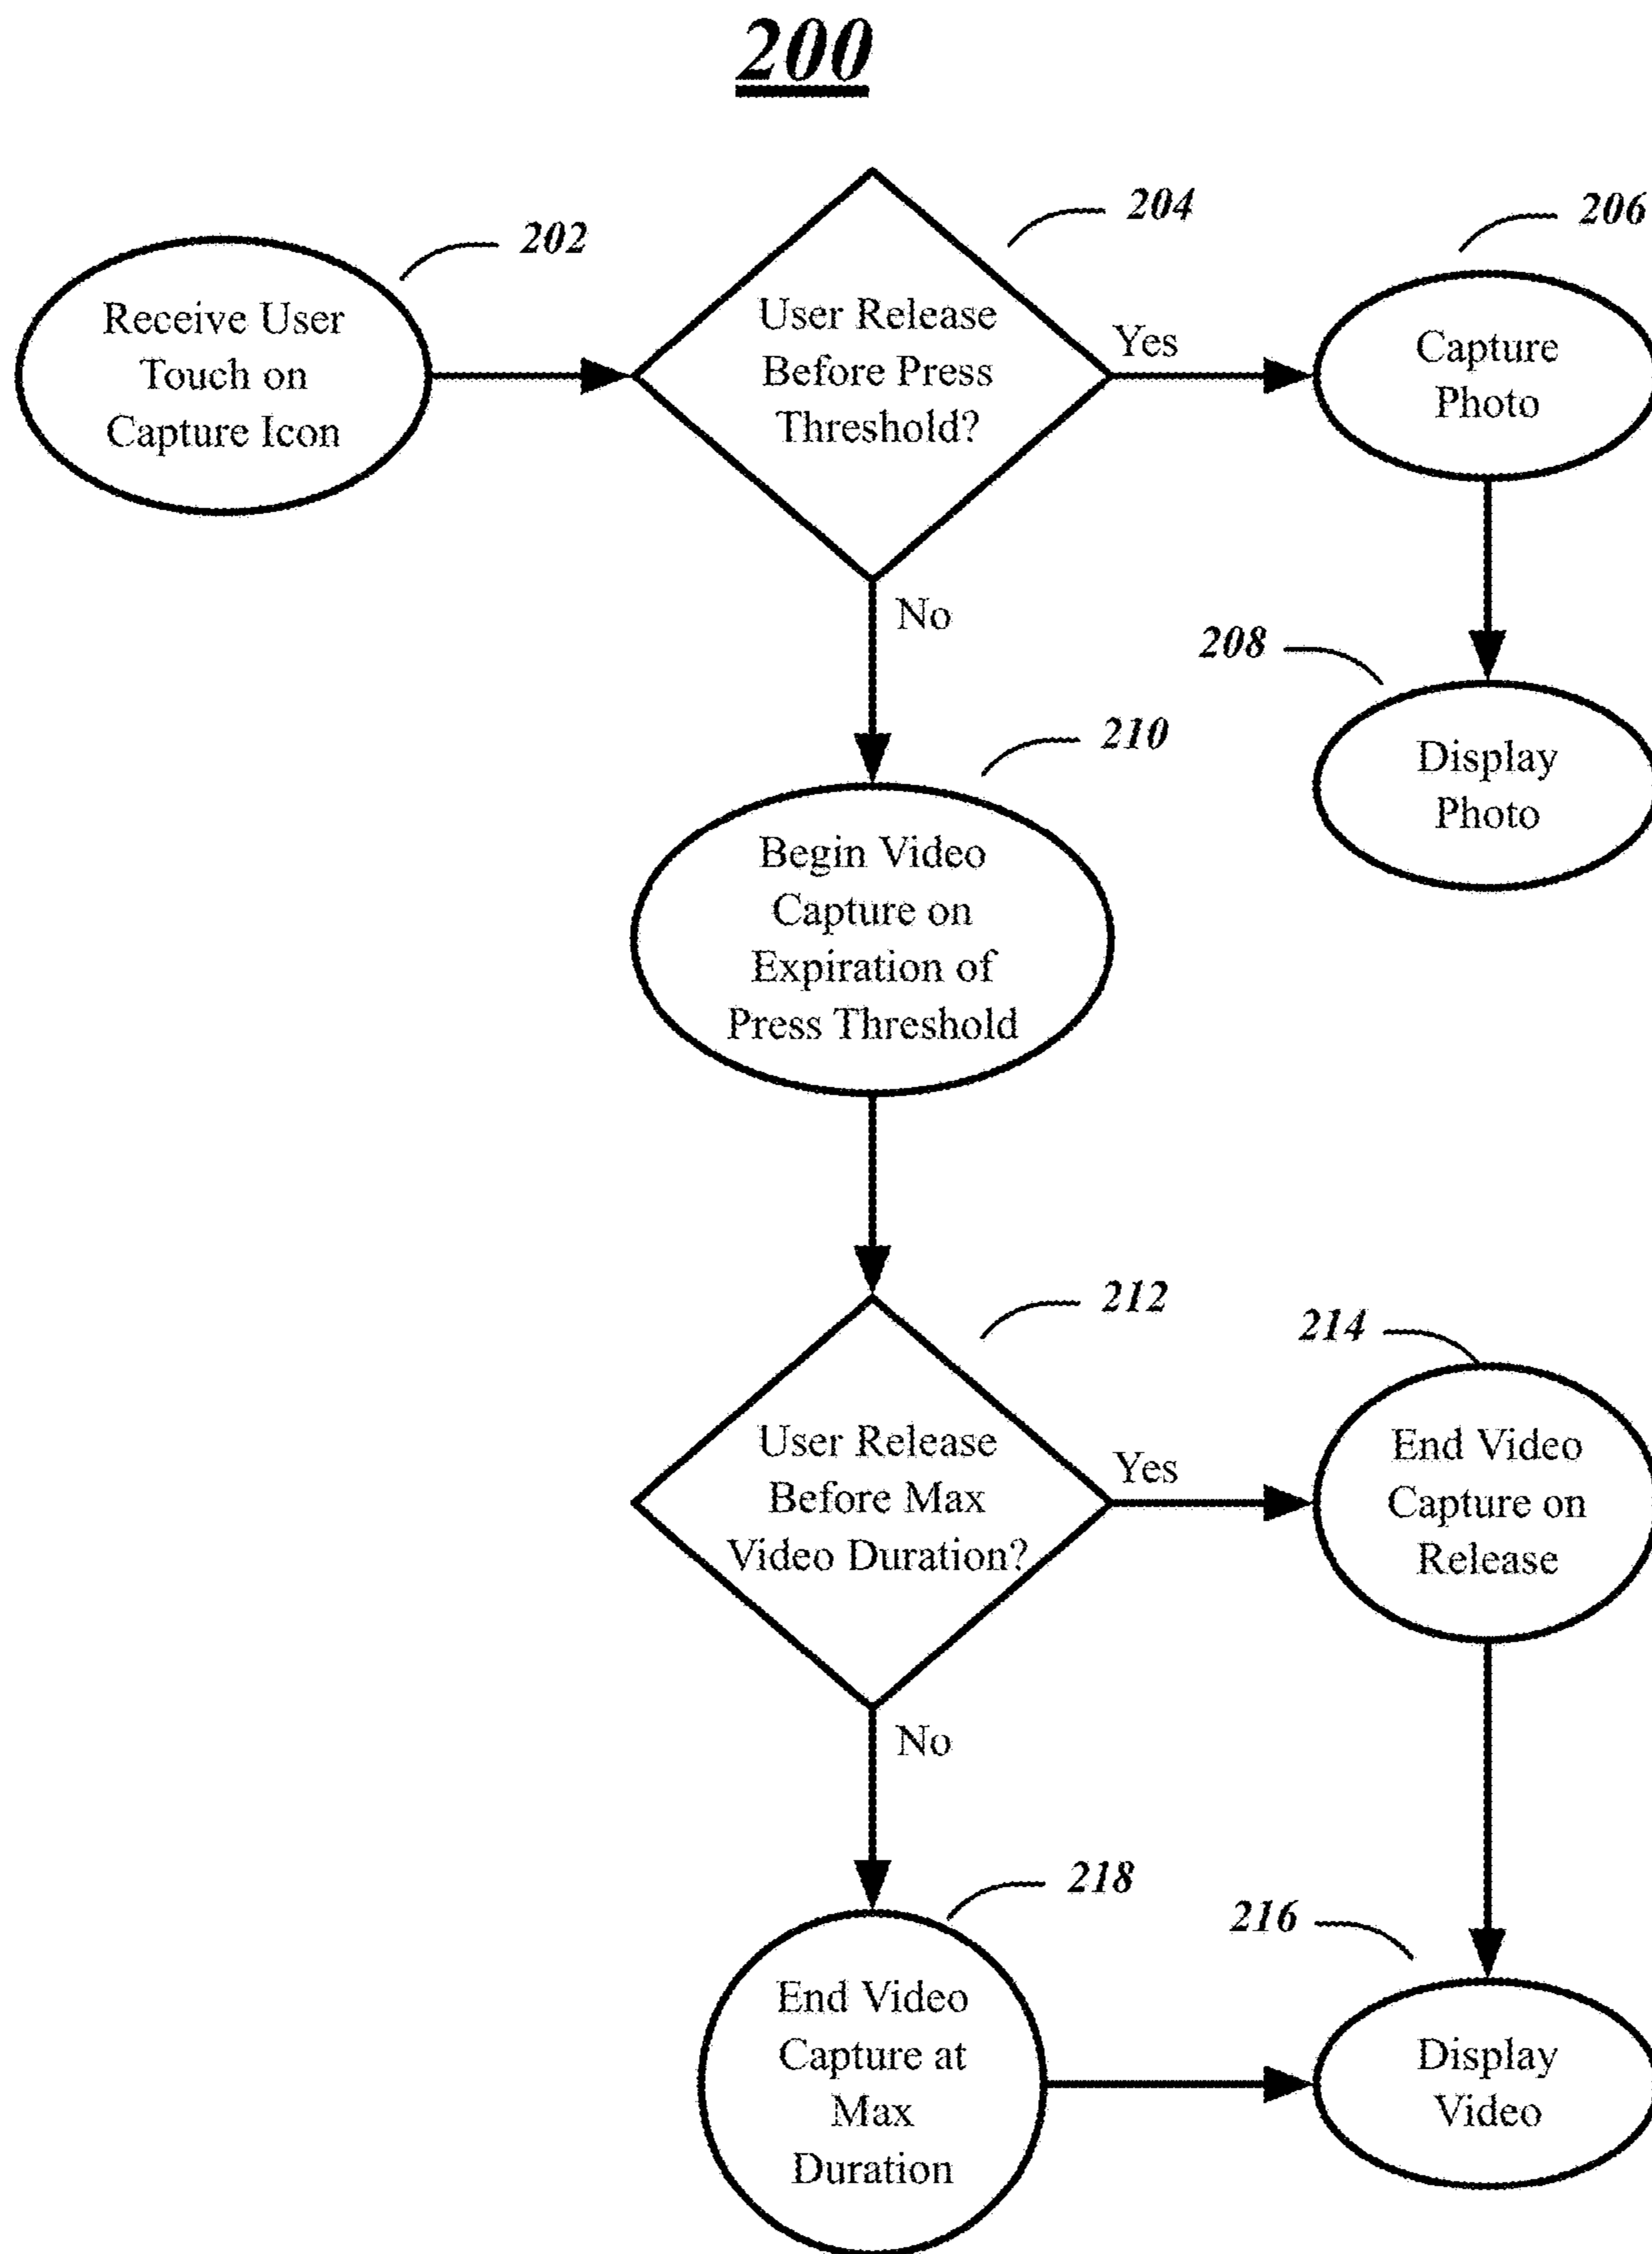 200
202
Receive User
Touch on
Capture Icon
204
User Release
Before Press
Threshold?
Yes
206
Capture
Photo
No
208
Display
Photo
210
Begin Video
Capture on
Expiration of
Press Threshold
212
User Release
Before Max
Video Duration?
Yes
214
End Video
Capture on
Release
No
218
End Video
Capture at
Max
Duration
216
Display
Video